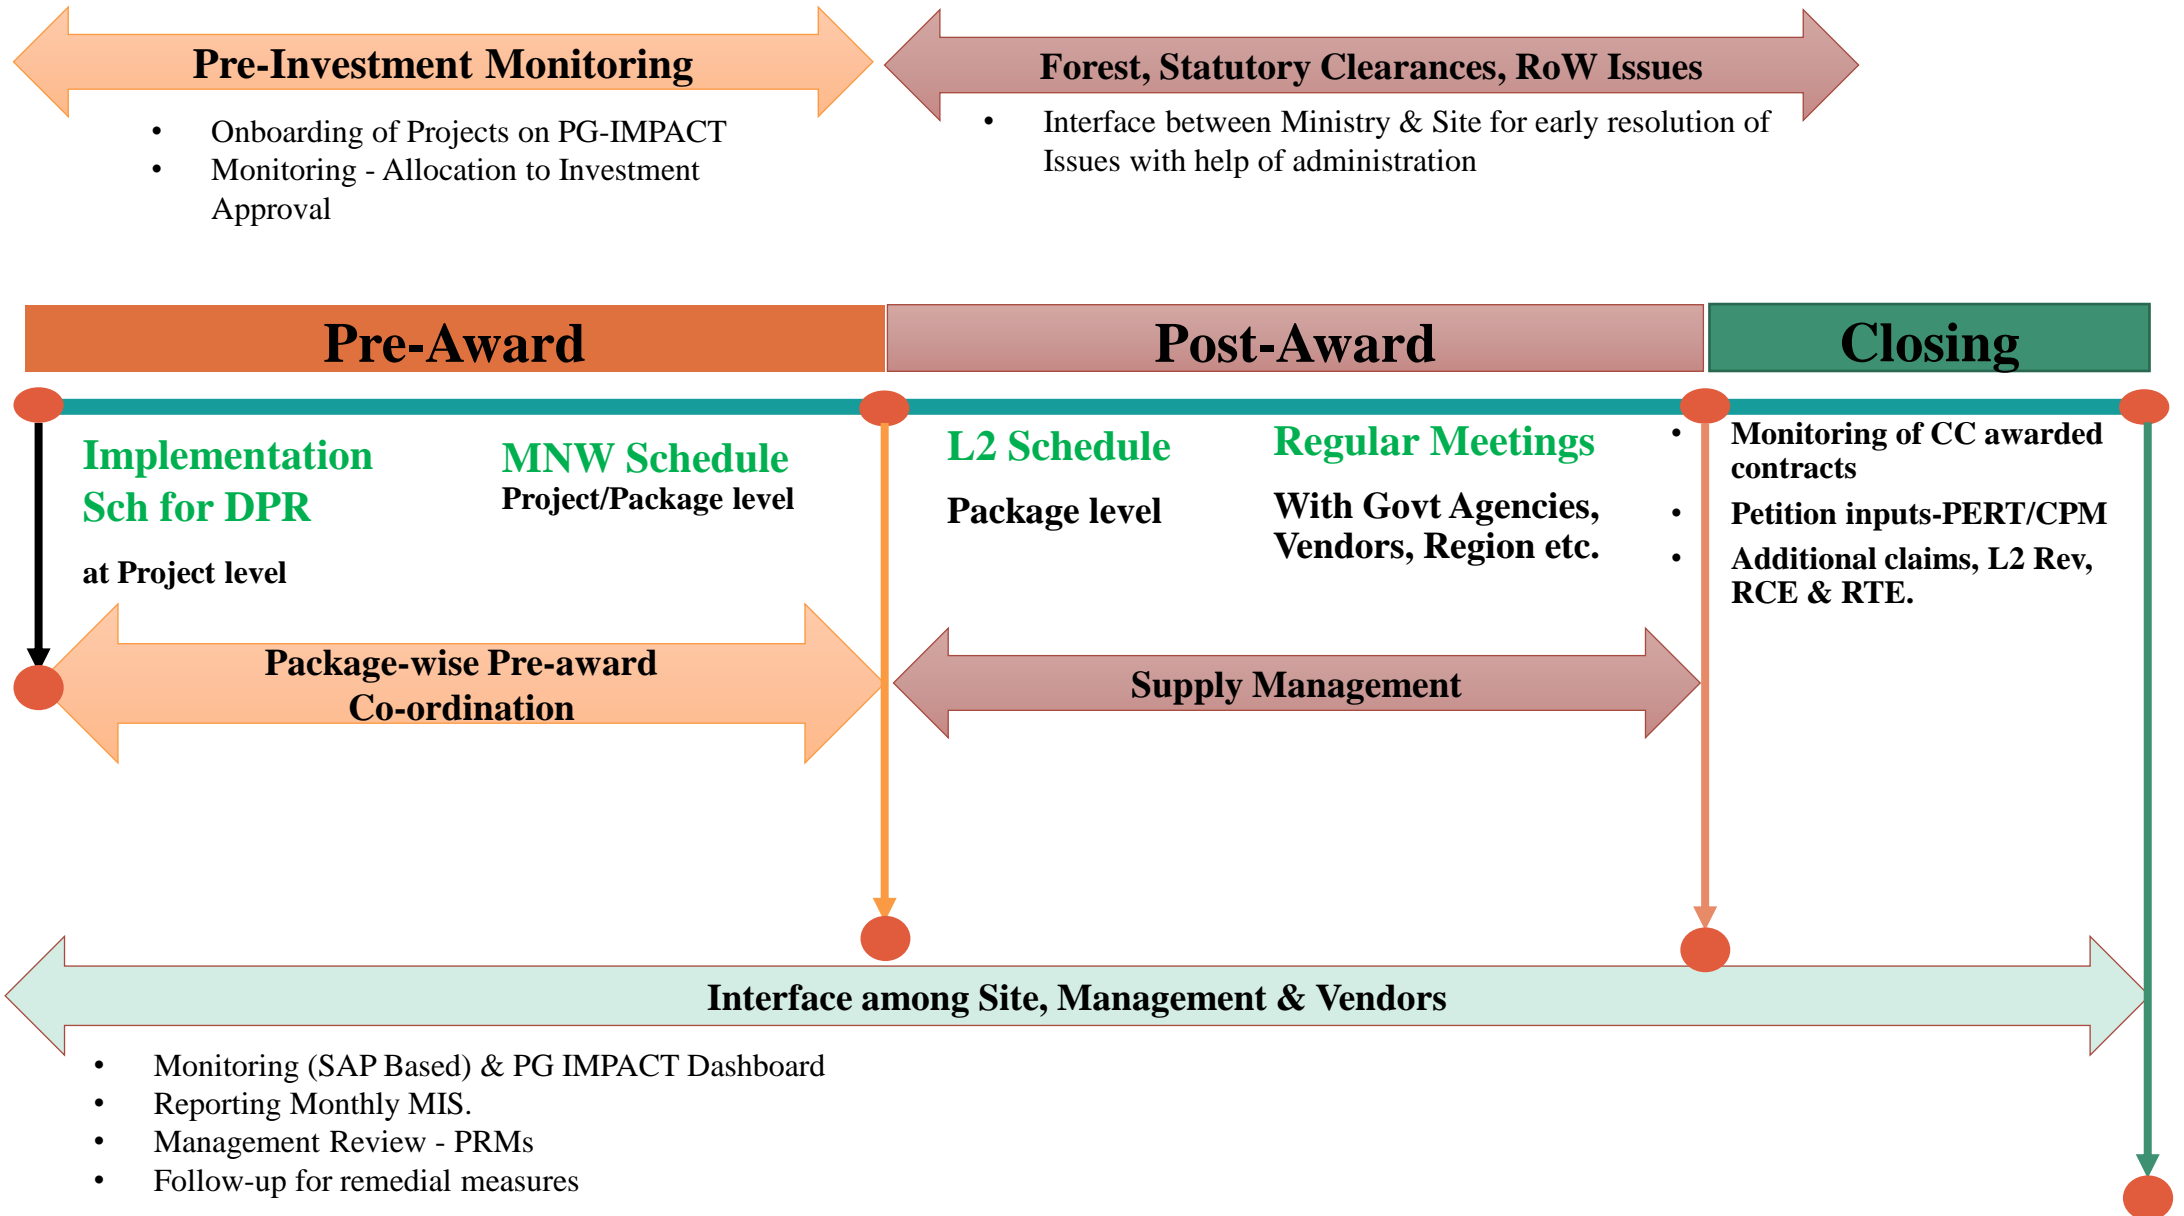 Pre-Investment Monitoring
• Onboarding of Projects on PG-IMPACT
• Monitoring - Allocation to Investment
Approval
Forest, Statutory Clearances, RoW Issues
• Interface between Ministry & Site for early resolution of
Issues with help of administration
Pre-Award
Post-Award
Closing
Implementation
Sch for DPR
at Project level
MNW Schedule
Project/Package level
L2 Schedule
Package level
Regular Meetings
With Govt Agencies,
Vendors, Region etc.
• Monitoring of CC awarded
contracts
• Petition inputs-PERT/CPM
• Additional claims, L2 Rev,
RCE & RTE.
Package-wise Pre-award
Co-ordination
Supply Management
Interface among Site, Management & Vendors
• Monitoring (SAP Based) & PG IMPACT Dashboard
• Reporting Monthly MIS.
• Management Review - PRMs
• Follow-up for remedial measures